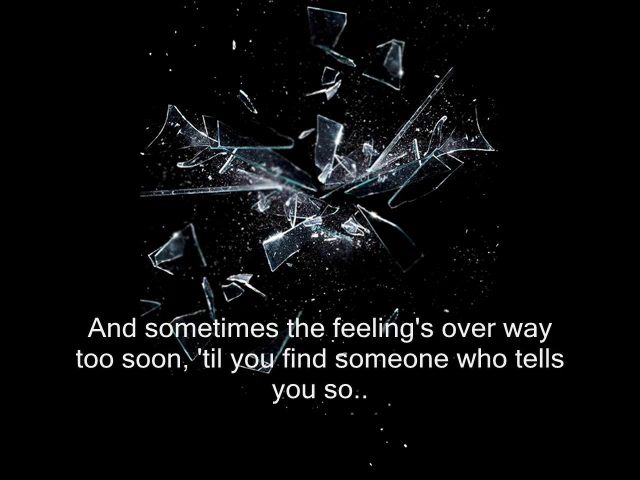 And sometimes the feeling's over way
too soon, 'til you find someone who tells
you so..